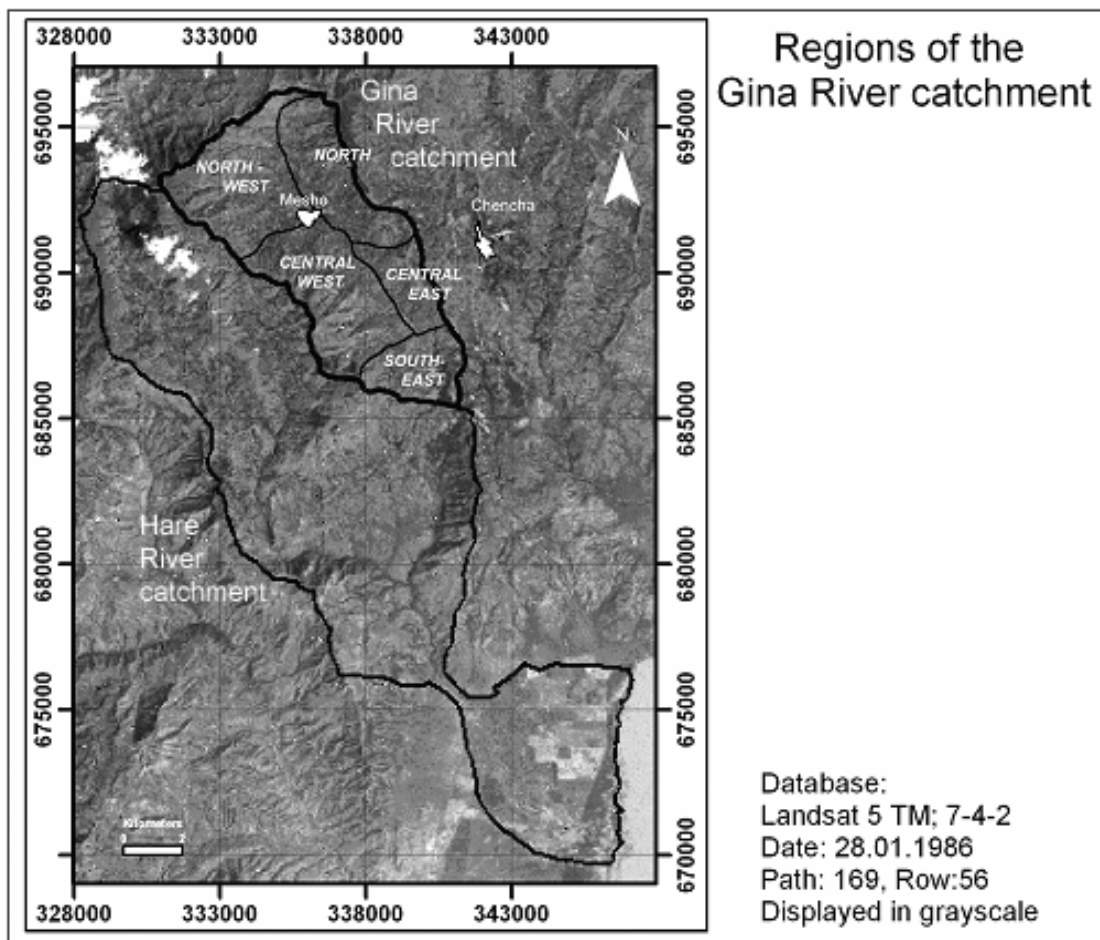 Regions of the
Gina River catchment
328000 333000 338000 343000
695000
690000
685000
680000
675000
670000
695000
690000
685000
680000
675000
670000
Gina
River
catchment
NORTH
NORTH -
WEST
Mesho
Chencha
N
CENTRAL
WEST
CENTRAL
EAST
SOUTH-
EAST
Hare
River
catchment
Kilometers
0 2
328000 333000 338000 343000
Database:
Landsat 5 TM; 7-4-2
Date: 28.01.1986
Path: 169, Row:56
Displayed in grayscale